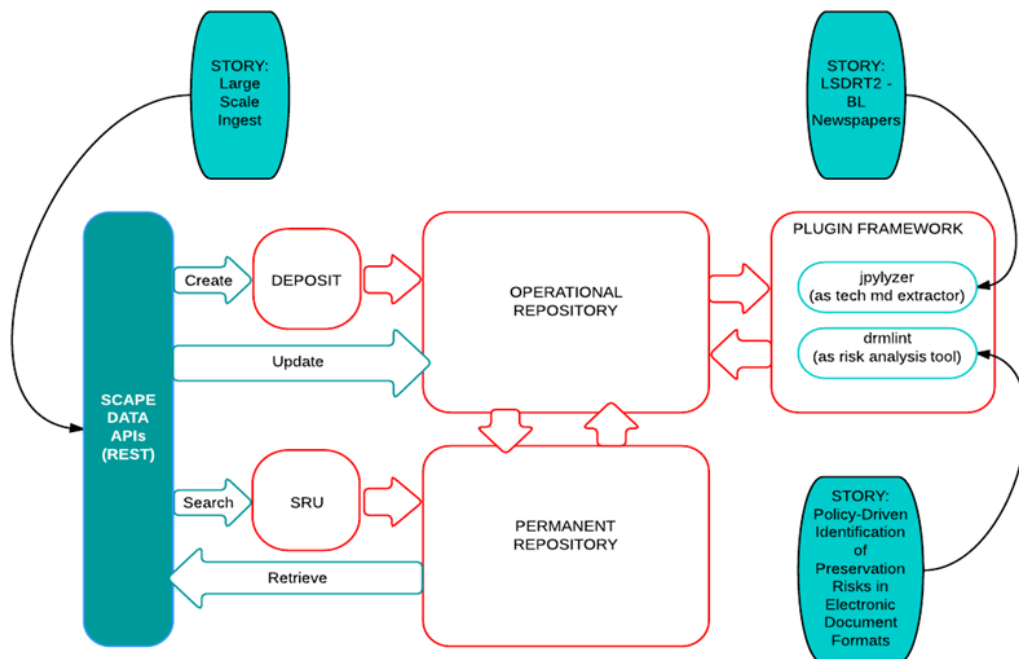 STORY:
Large
Scale
Ingest
STORY:
LSDRT2 -
BL
Newspapers
PLUGIN FRAMEWORK
jpylyzer
(as tech md extractor)
drmlint
(as risk analysis tool)
Create
DEPOSIT
OPERATIONAL
REPOSITORY
Update
SCAPE
DATA
APIs
(REST)
Search
SRU
PERMANENT
REPOSITORY
Retrieve
STORY:
Policy-Driven
Identification
of
Preservation
Risks in
Electronic
Document
Formats